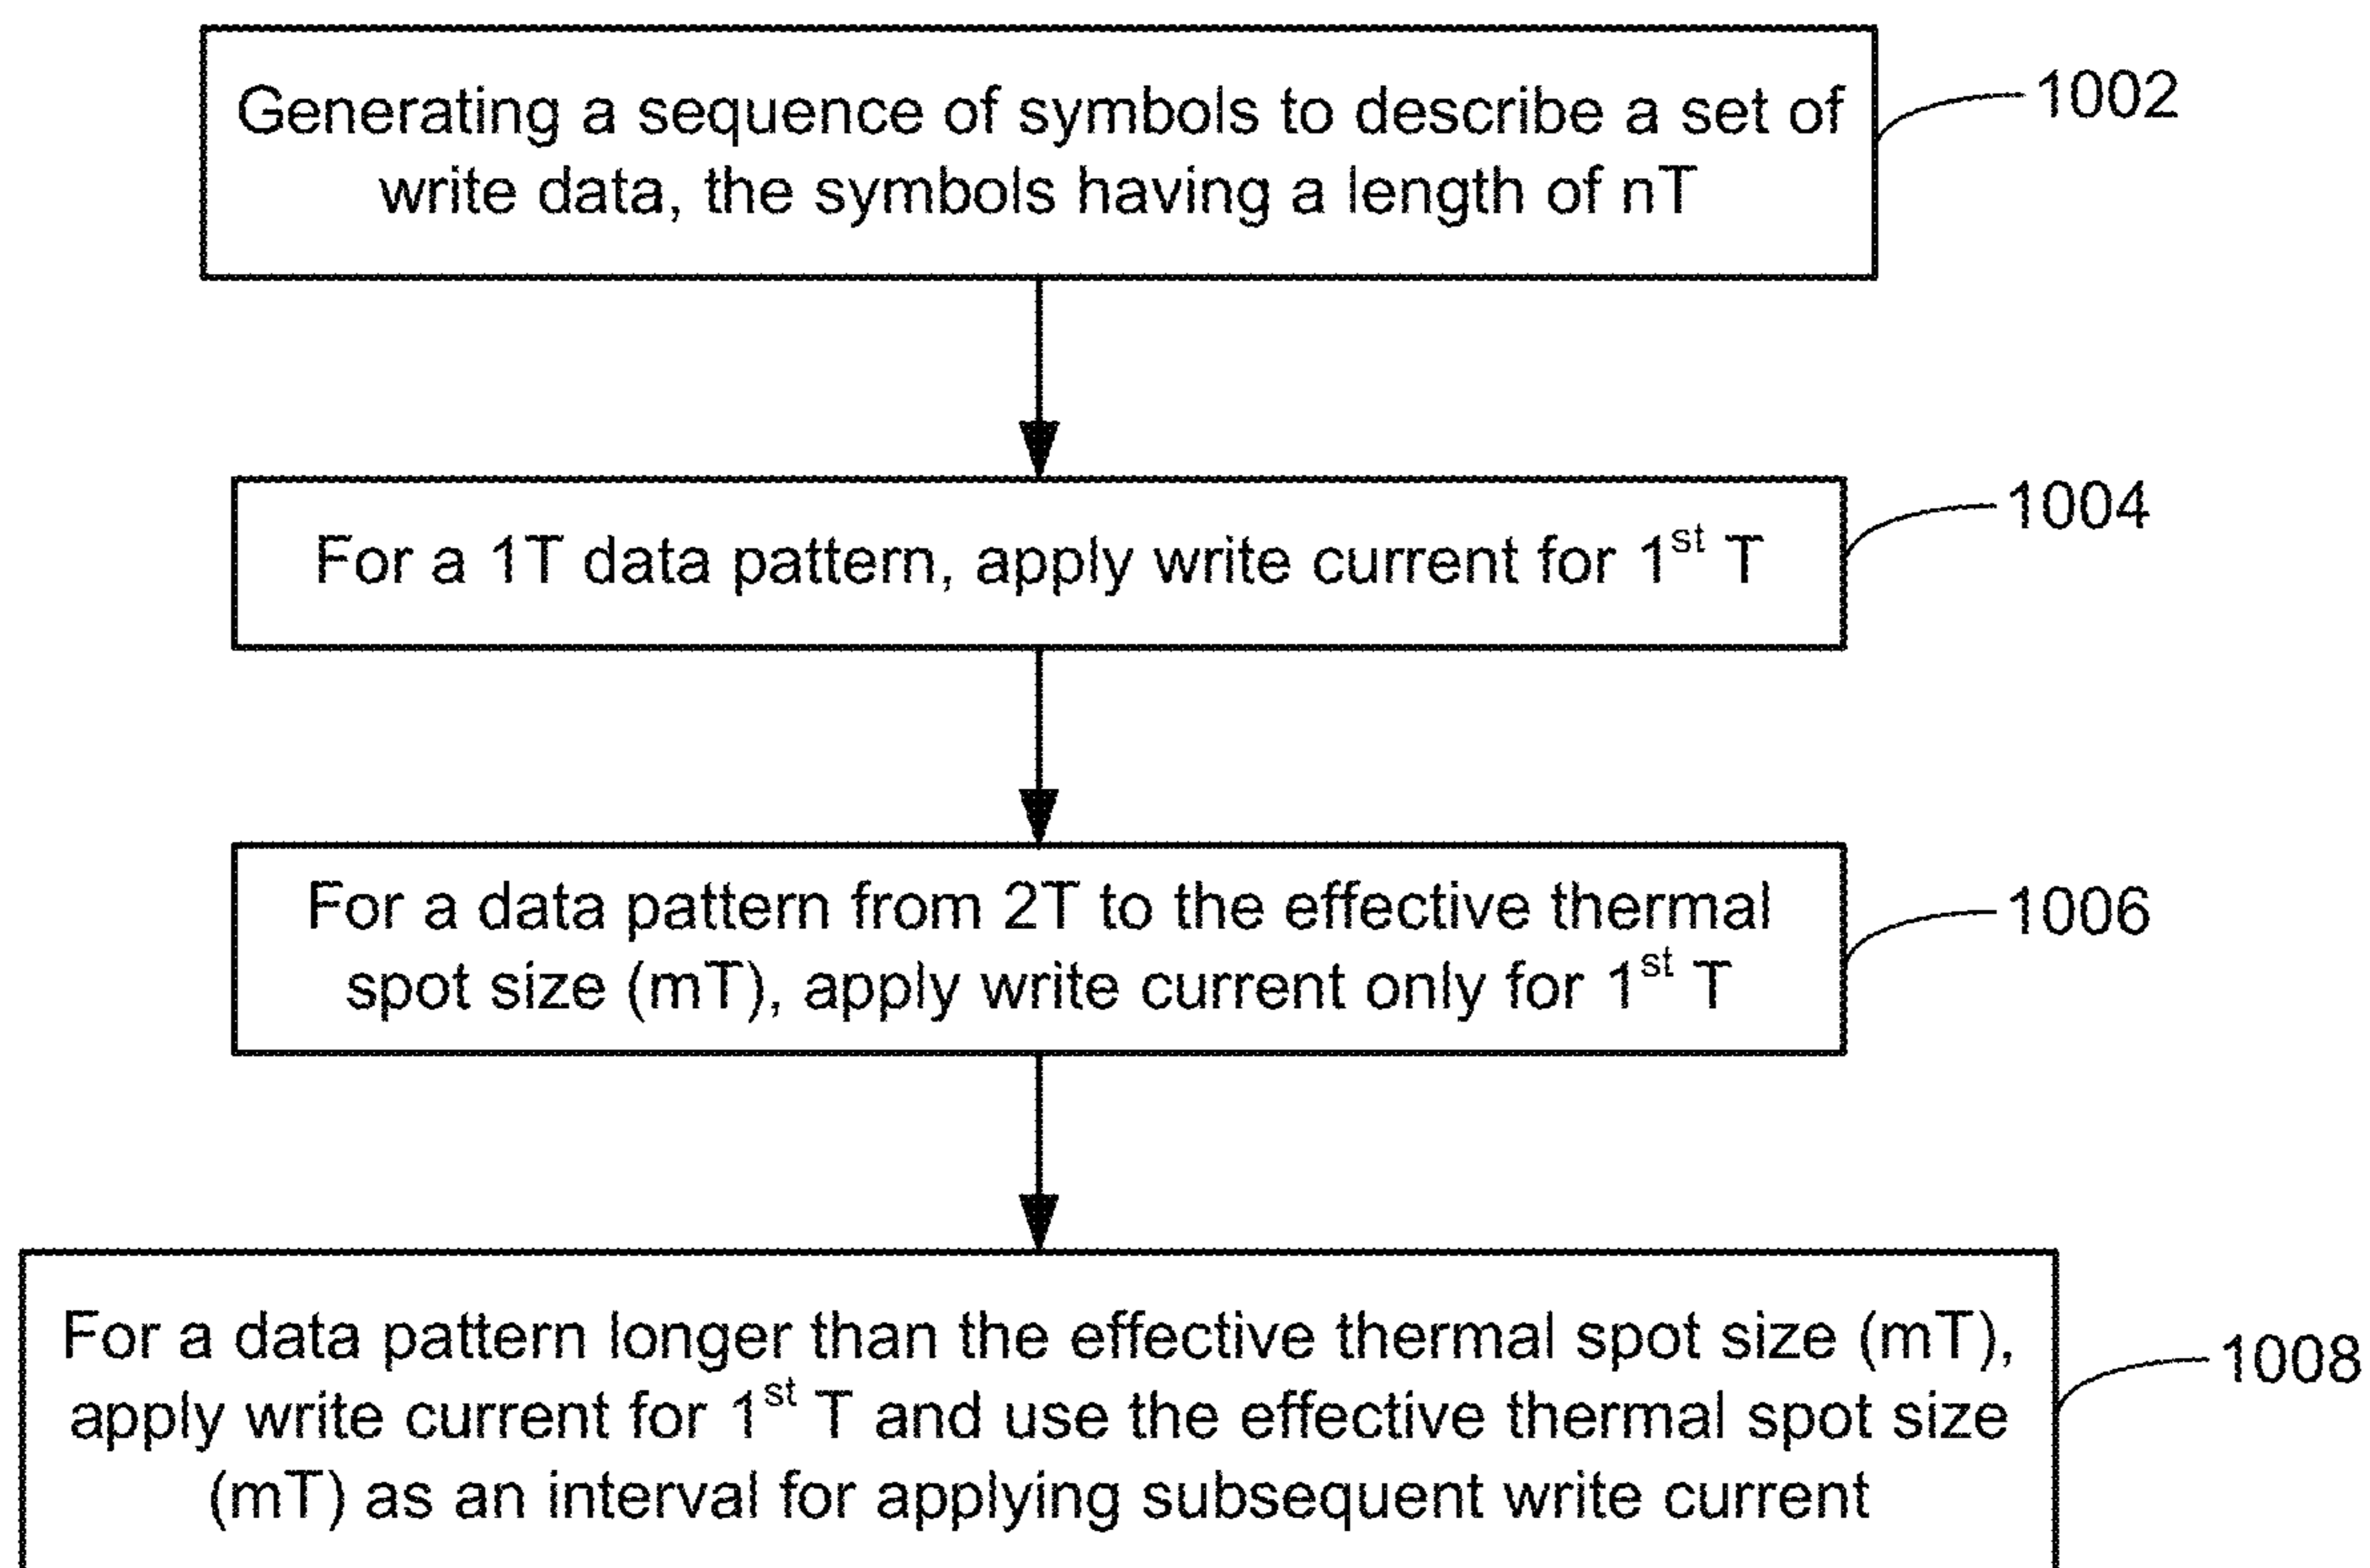 Generating a sequence of symbols to describe a set of
write data, the symbols having a length of nT
1002
For a 1T data pattern, apply write current for 1st T
1004
For a data pattern from 2T to the effective thermal
spot size (mT), apply write current only for 1st T
1006
For a data pattern longer than the effective thermal spot size (mT),
apply write current for 1st T and use the effective thermal spot size
(mT) as an interval for applying subsequent write current
1008